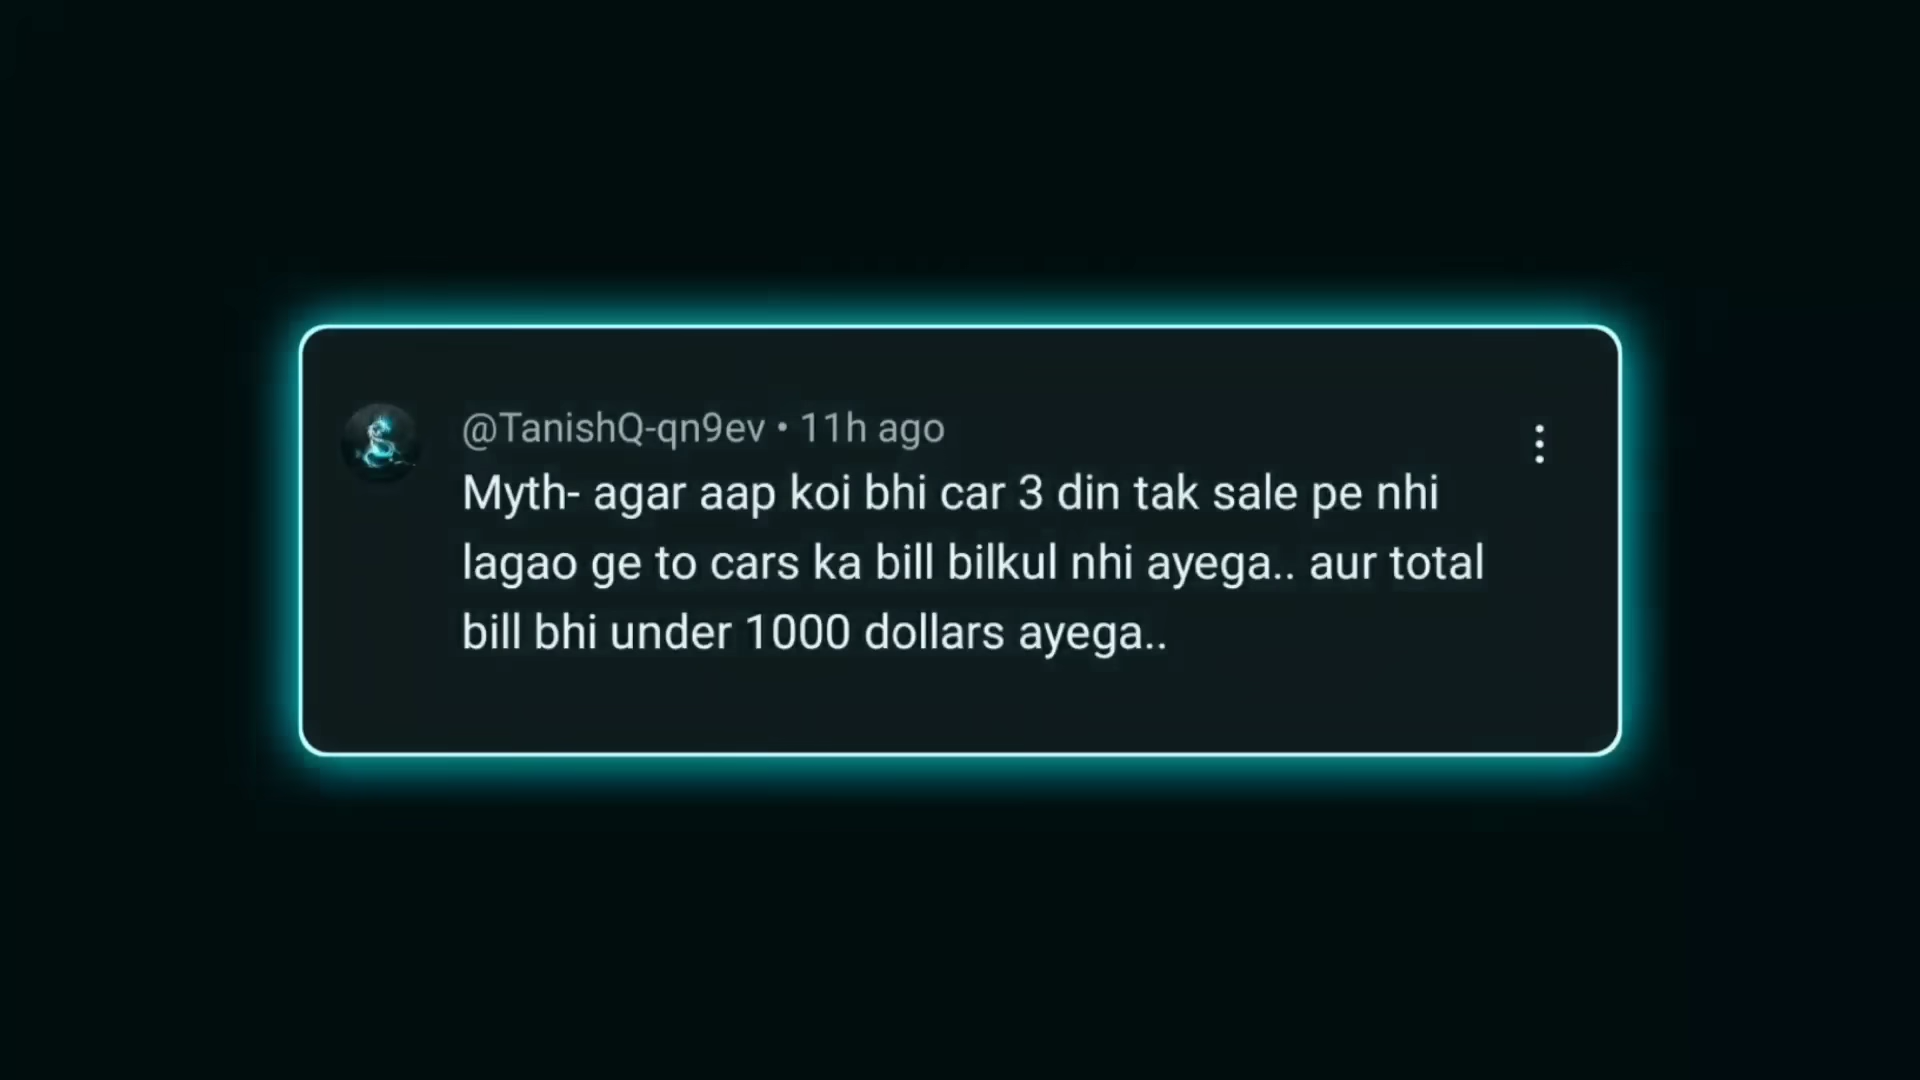 @TanishQ-qn9ev • 11h ago
Myth- agar aap koi bhi car 3 din tak sale pe nhi
lagao ge to cars ka bill bilkul nhi ayega.. aur total
bill bhi under 1000 dollars ayega..